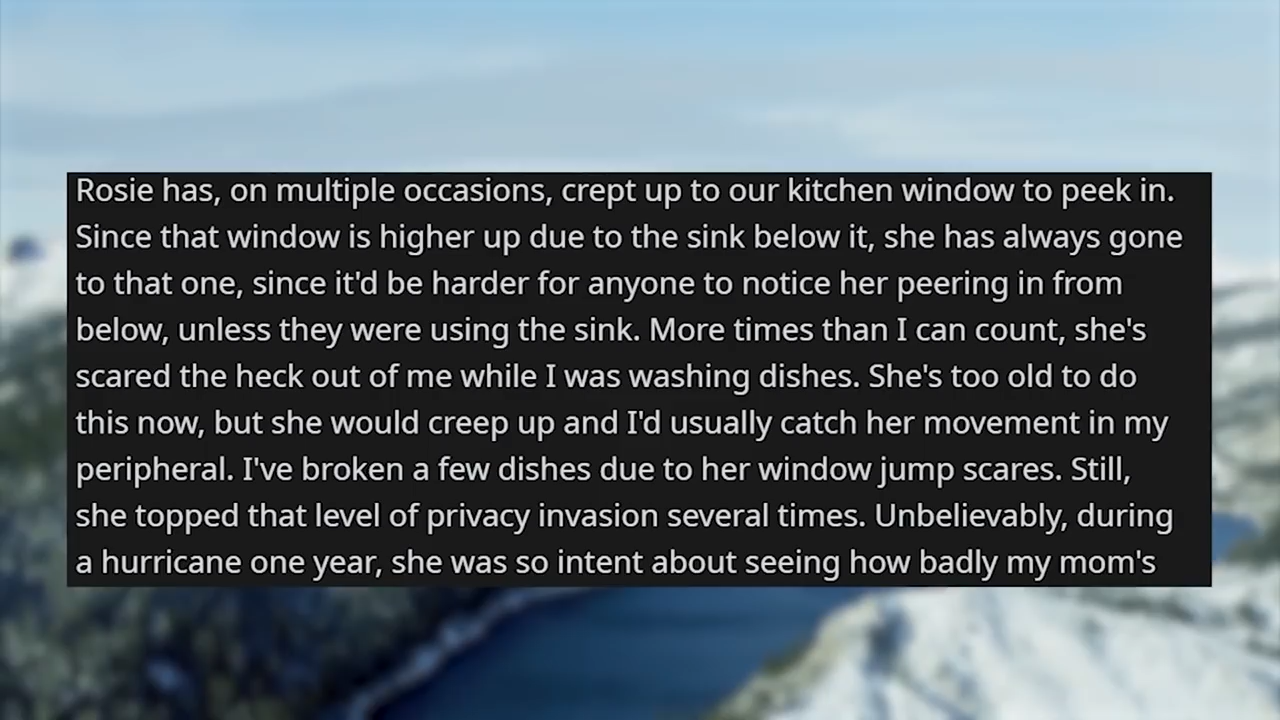 Rosie has, on multiple occasions, crept up to our kitchen window to peek in.
Since that window is higher up due to the sink below it, she has always gone
to that one, since it'd be harder for anyone to notice her peering in from
below, unless they were using the sink. More times than I can count, she's
scared the heck out of me while I was washing dishes. She's too old to do
this now, but she would creep up and I'd usually catch her movement in my
peripheral. I've broken a few dishes due to her window jump scares. Still,
she topped that level of privacy invasion several times. Unbelievably, during
a hurricane one year, she was so intent about seeing how badly my mom's